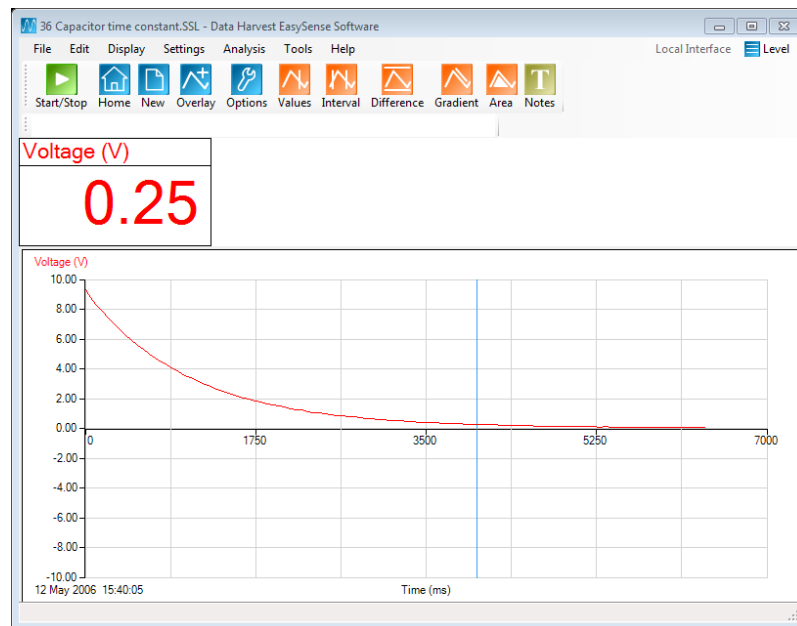 36 Capacitor time constant.SSL - Data Harvest EasySense Software
File Edit Display Settings Analysis Tools Help Local Interface Level
Start/Stop Home New Overlay Options Values Interval Difference Gradient Area Notes
Voltage (V)
0.25
Voltage (V)
10.00
8.00
6.00
4.00
2.00
0.00
0 1750 3500 5250 7000
-2.00
-4.00
-6.00
-8.00
-10.00
12 May 2006 15:40:05 Time (ms)